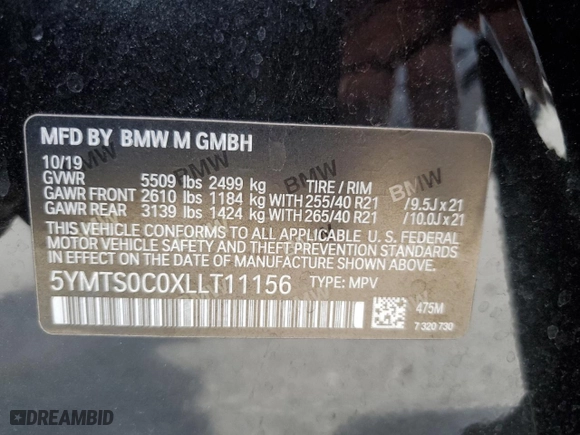 MFD BY BMW M GMBH
10/19
GVWR 5509 lbs 2499 kg TIRE / RIM
GAWR FRONT 2610 lbs 1184 kg WITH 255/40 R21 /9.5J x 21
GAWR REAR 3139 lbs 1424 kg WITH 265/40 R21 /10.0J x 21
THIS VEHICLE CONFORMS TO ALL APPLICABLE U.S. FEDERAL
MOTOR VEHICLE SAFETY, BUMPER, AND THEFT PREVENTION STANDARDS
IN EFFECT ON THE DATE OF MANUFACTURE SHOWN ABOVE.
5YMTS0C0XLLT11156 TYPE: MPV
475M
7 320 730
BMW
BMW
BMW
BMW
DREAMBID